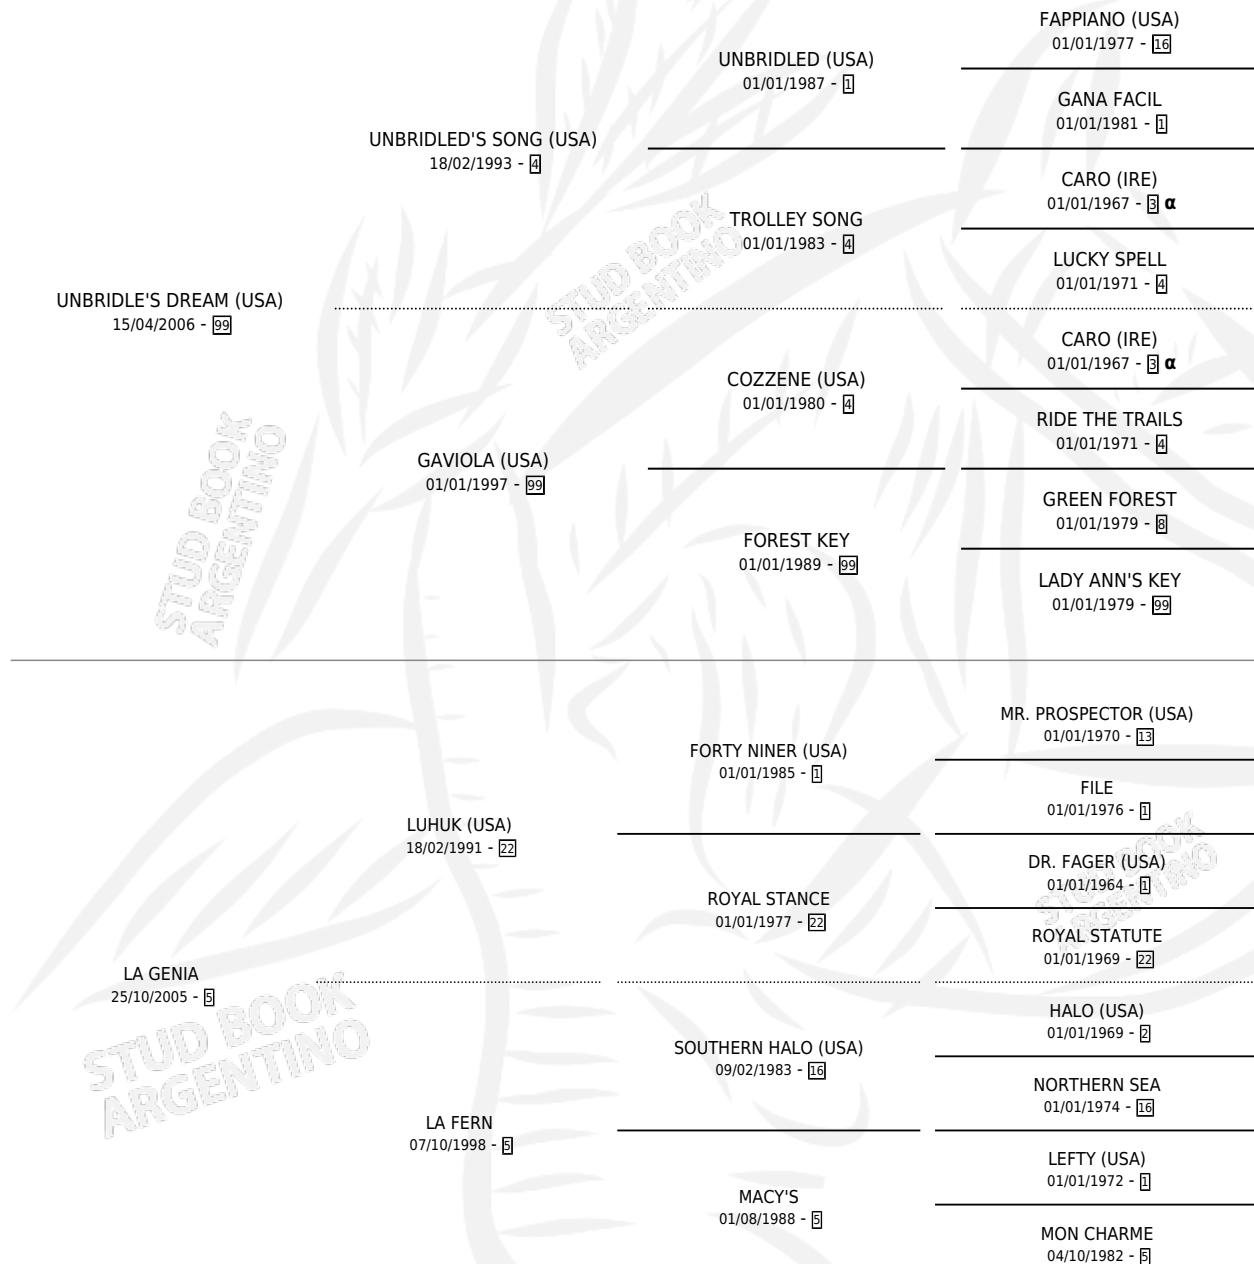 FAPPIANO (USA)
01/01/1977 - 16
UNBRIDLED (USA)
01/01/1987 - 1
GANA FACIL
01/01/1981 - 1
UNBRIDLED'S SONG (USA)
18/02/1993 - 4
CARO (IRE)
01/01/1967 - 3 α
TROLLEY SONG
01/01/1983 - 4
LUCKY SPELL
01/01/1971 - 4
UNBRIDLE'S DREAM (USA)
15/04/2006 - 99
CARO (IRE)
01/01/1967 - 3 α
COZZENE (USA)
01/01/1980 - 4
RIDE THE TRAILS
01/01/1971 - 4
GAVIOLA (USA)
01/01/1997 - 99
GREEN FOREST
01/01/1979 - 8
FOREST KEY
01/01/1989 - 99
LADY ANN'S KEY
01/01/1979 - 99
MR. PROSPECTOR (USA)
01/01/1970 - 13
FORTY NINER (USA)
01/01/1985 - 1
FILE
01/01/1976 - 1
LUHUK (USA)
18/02/1991 - 22
DR. FAGER (USA)
01/01/1964 - 1
ROYAL STANCE
01/01/1977 - 22
ROYAL STATUTE
01/01/1969 - 22
LA GENIA
25/10/2005 - 5
HALO (USA)
01/01/1969 - 2
SOUTHERN HALO (USA)
09/02/1983 - 16
NORTHERN SEA
01/01/1974 - 16
LA FERN
07/10/1998 - 5
LEFTY (USA)
01/01/1972 - 1
MACY'S
01/08/1988 - 5
MON CHARME
04/10/1982 - 5
STUD BOOK
ARGENTINO
STUD BOOK
ARGENTINO
STUD BOOK
ARGENTINO
STUD BOOK
ARGENTINO